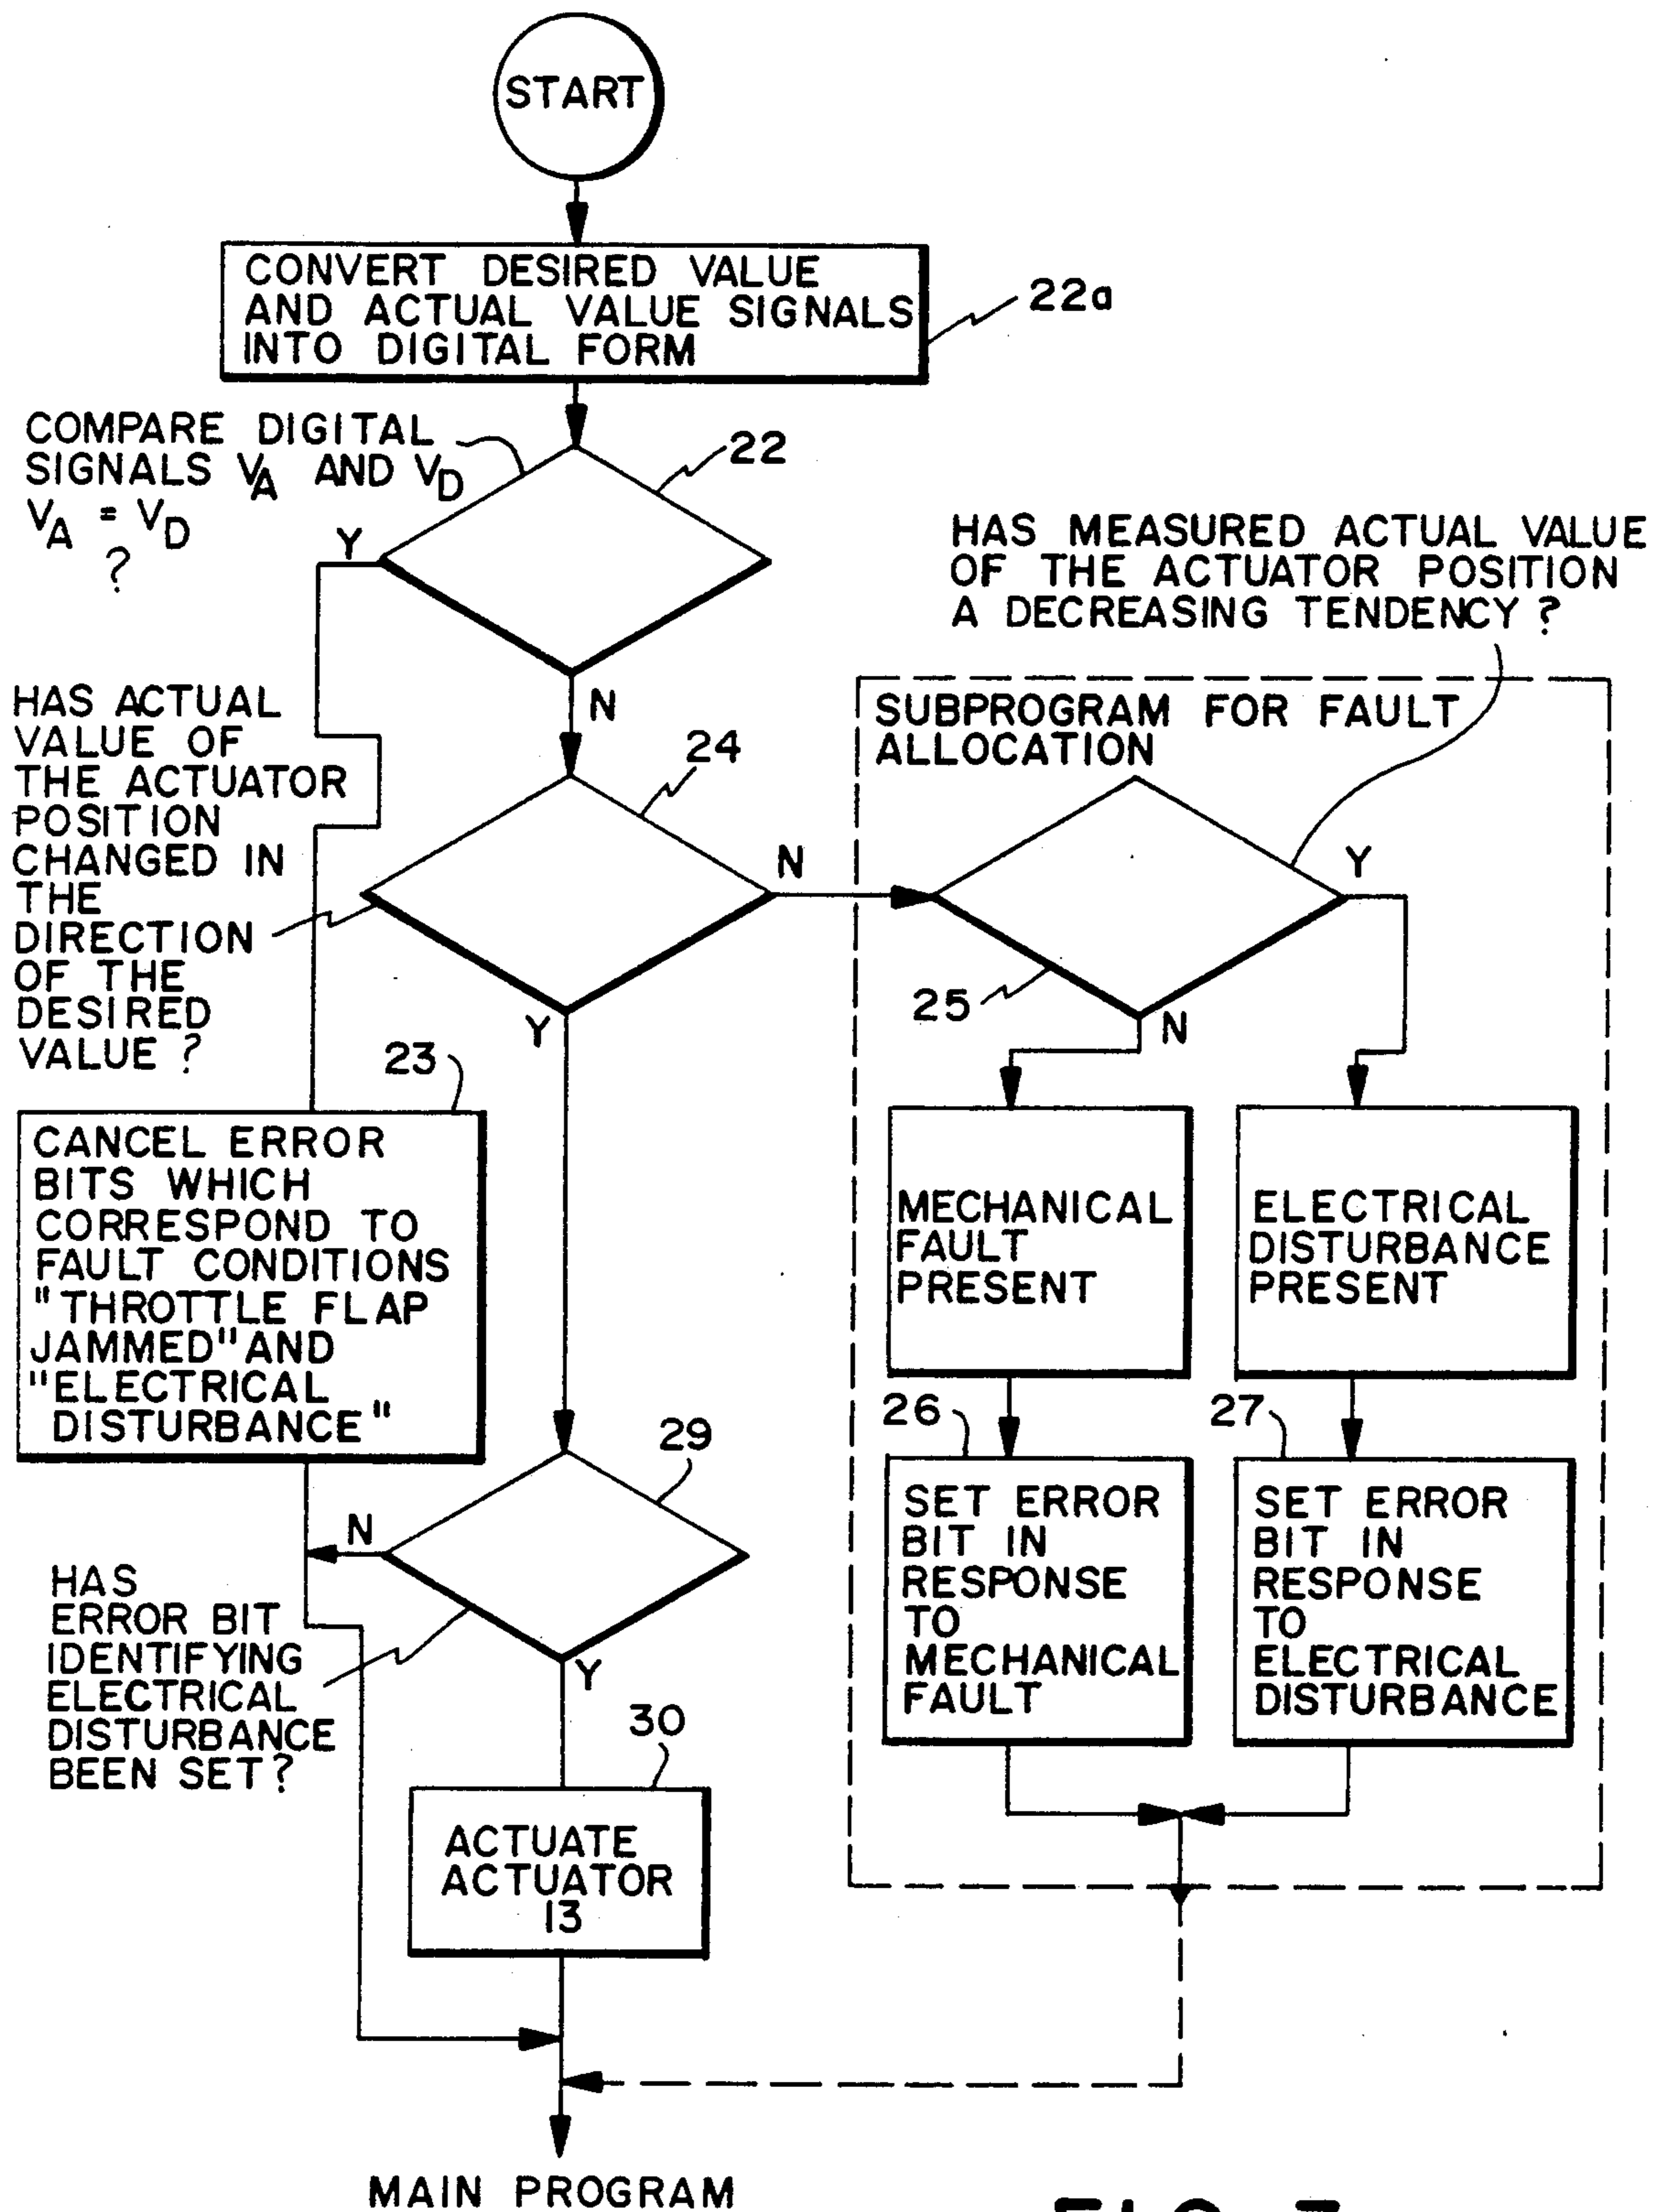 START
CONVERT DESIRED VALUE
AND ACTUAL VALUE SIGNALS
INTO DIGITAL FORM
22a
COMPARE DIGITAL
SIGNALS VA AND VD
VA = VD
?
22
Y
N
HAS MEASURED ACTUAL VALUE
OF THE ACTUATOR POSITION
A DECREASING TENDENCY?
HAS ACTUAL
VALUE OF
THE ACTUATOR
POSITION
CHANGED IN
THE
DIRECTION
OF THE
DESIRED
VALUE?
24
N
Y
SUBPROGRAM FOR FAULT
ALLOCATION
Y
25
N
23
CANCEL ERROR
BITS WHICH
CORRESPOND TO
FAULT CONDITIONS
"THROTTLE FLAP
JAMMED" AND
"ELECTRICAL
DISTURBANCE"
MECHANICAL
FAULT
PRESENT
ELECTRICAL
DISTURBANCE
PRESENT
26
SET ERROR
BIT IN
RESPONSE
TO
MECHANICAL
FAULT
27
SET ERROR
BIT IN
RESPONSE
TO
ELECTRICAL
DISTURBANCE
29
N
Y
HAS
ERROR BIT
IDENTIFYING
ELECTRICAL
DISTURBANCE
BEEN SET?
30
ACTUATE
ACTUATOR
13
MAIN PROGRAM